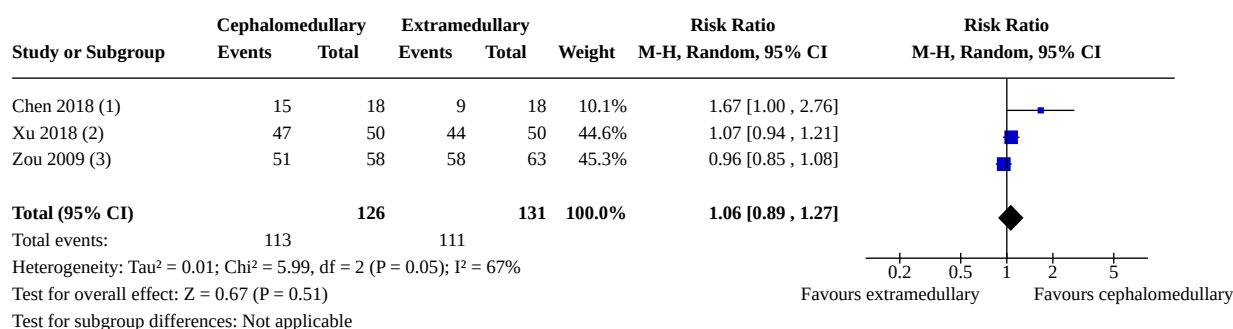 Cephalomedullary Extramedullary Risk Ratio Risk Ratio
Study or Subgroup Events Total Events Total Weight M-H, Random, 95% CI M-H, Random, 95% CI
Chen 2018 (1) 15 18 9 18 10.1% 1.67 [1.00 , 2.76]
Xu 2018 (2) 47 50 44 50 44.6% 1.07 [0.94 , 1.21]
Zou 2009 (3) 51 58 58 63 45.3% 0.96 [0.85 , 1.08]
Total (95% CI) 126 131 100.0% 1.06 [0.89 , 1.27]
Total events: 113 111
Heterogeneity: Tau² = 0.01; Chi² = 5.99, df = 2 (P = 0.05); I² = 67%
0.2 0.5 1 2 5
Test for overall effect: Z = 0.67 (P = 0.51)
Favours extramedullary Favours cephalomedullary
Test for subgroup differences: Not applicable